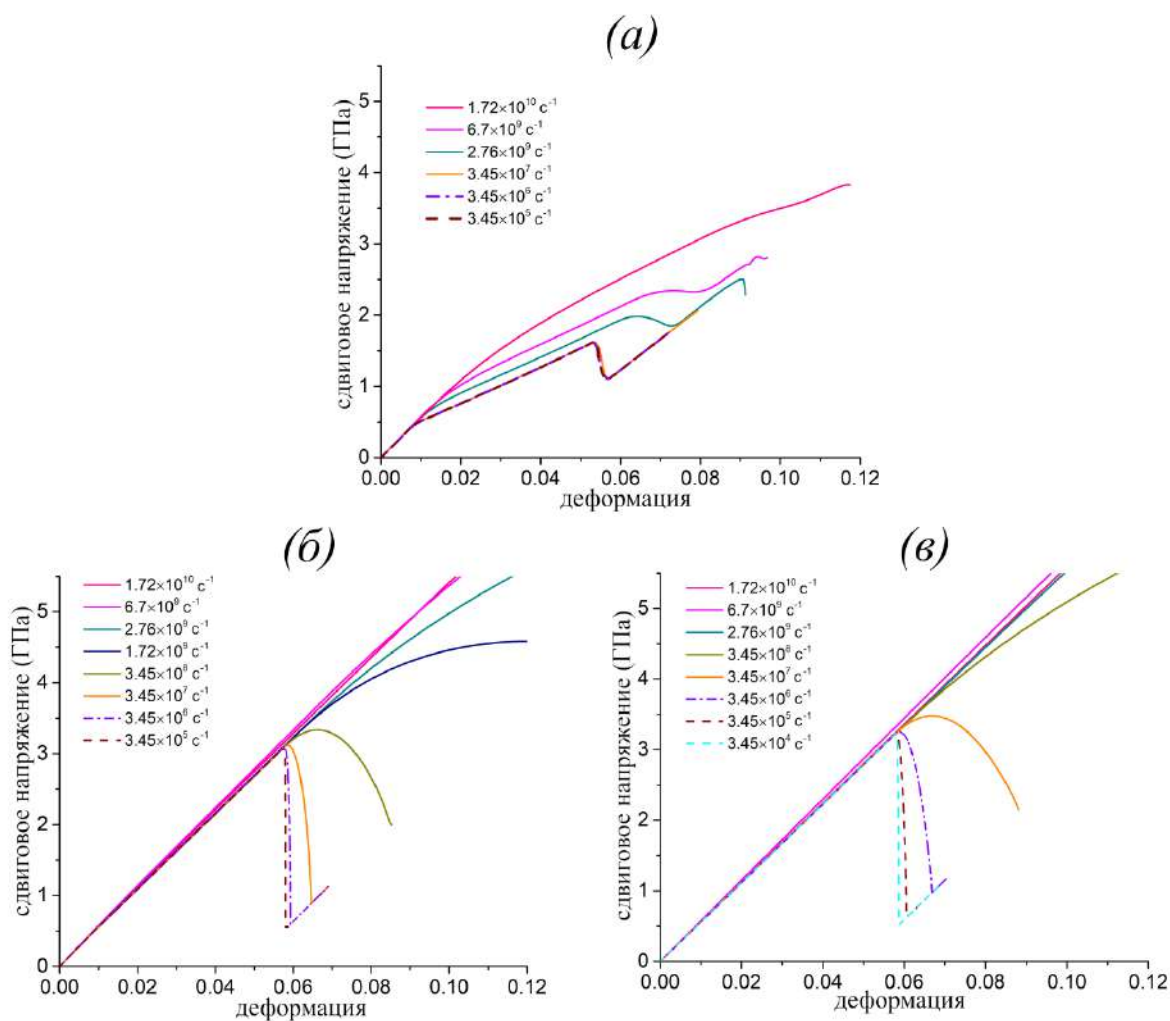 (а)
сдвиговое напряжение (ГПа)
5
4
3
2
1
0
1.72×10¹⁰ c⁻¹
6.7×10⁹ c⁻¹
2.76×10⁹ c⁻¹
3.45×10⁷ c⁻¹
3.45×10⁶ c⁻¹
3.45×10⁵ c⁻¹
0.00 0.02 0.04 0.06 0.08 0.10 0.12
деформация
(б)
сдвиговое напряжение (ГПа)
5
4
3
2
1
0
1.72×10¹⁰ c⁻¹
6.7×10⁹ c⁻¹
2.76×10⁹ c⁻¹
1.72×10⁹ c⁻¹
3.45×10⁸ c⁻¹
3.45×10⁷ c⁻¹
3.45×10⁶ c⁻¹
3.45×10⁵ c⁻¹
0.00 0.02 0.04 0.06 0.08 0.10 0.12
деформация
(в)
сдвиговое напряжение (ГПа)
5
4
3
2
1
0
1.72×10¹⁰ c⁻¹
6.7×10⁹ c⁻¹
2.76×10⁹ c⁻¹
3.45×10⁸ c⁻¹
3.45×10⁷ c⁻¹
3.45×10⁶ c⁻¹
3.45×10⁵ c⁻¹
3.45×10⁴ c⁻¹
0.00 0.02 0.04 0.06 0.08 0.10 0.12
деформация